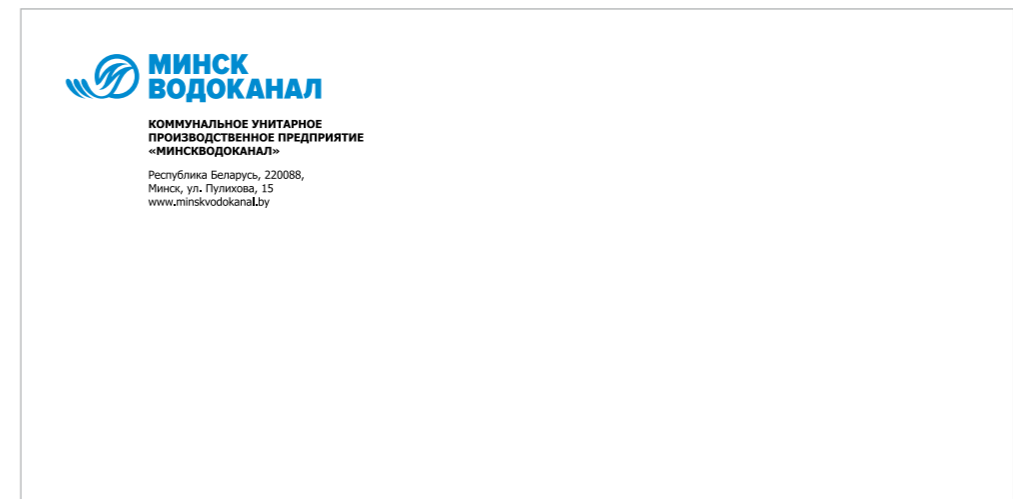 МИНСК
ВОДОКАНАЛ
КОММУНАЛЬНОЕ УНИТАРНОЕ
ПРОИЗВОДСТВЕННОЕ ПРЕДПРИЯТИЕ
«МИНСКВОДОКАНАЛ»
Республика Беларусь, 220088,
Минск, ул. Пулихова, 15
www.minskvodokanal.by